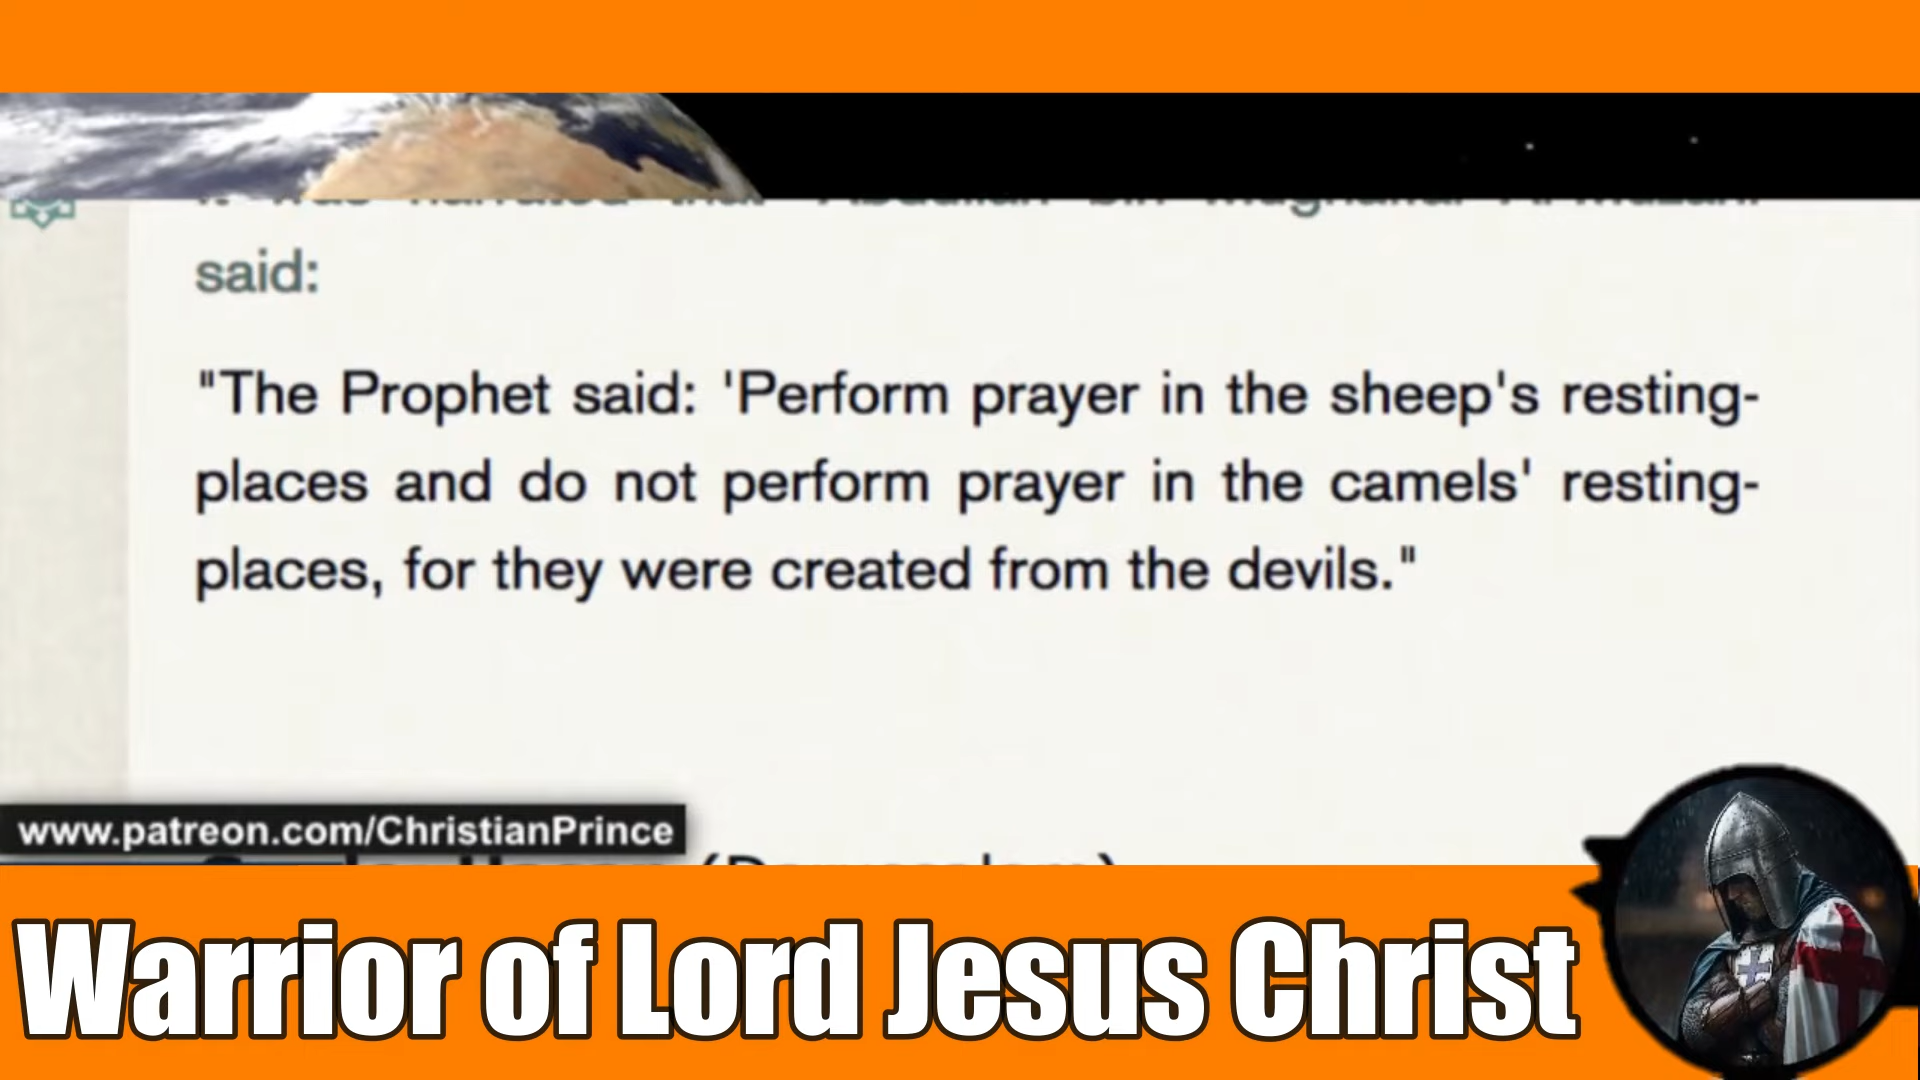 said:
"The Prophet said: 'Perform prayer in the sheep's resting-
places and do not perform prayer in the camels' resting-
places, for they were created from the devils."
www.patreon.com/ChristianPrince
Warrior of Lord Jesus Christ